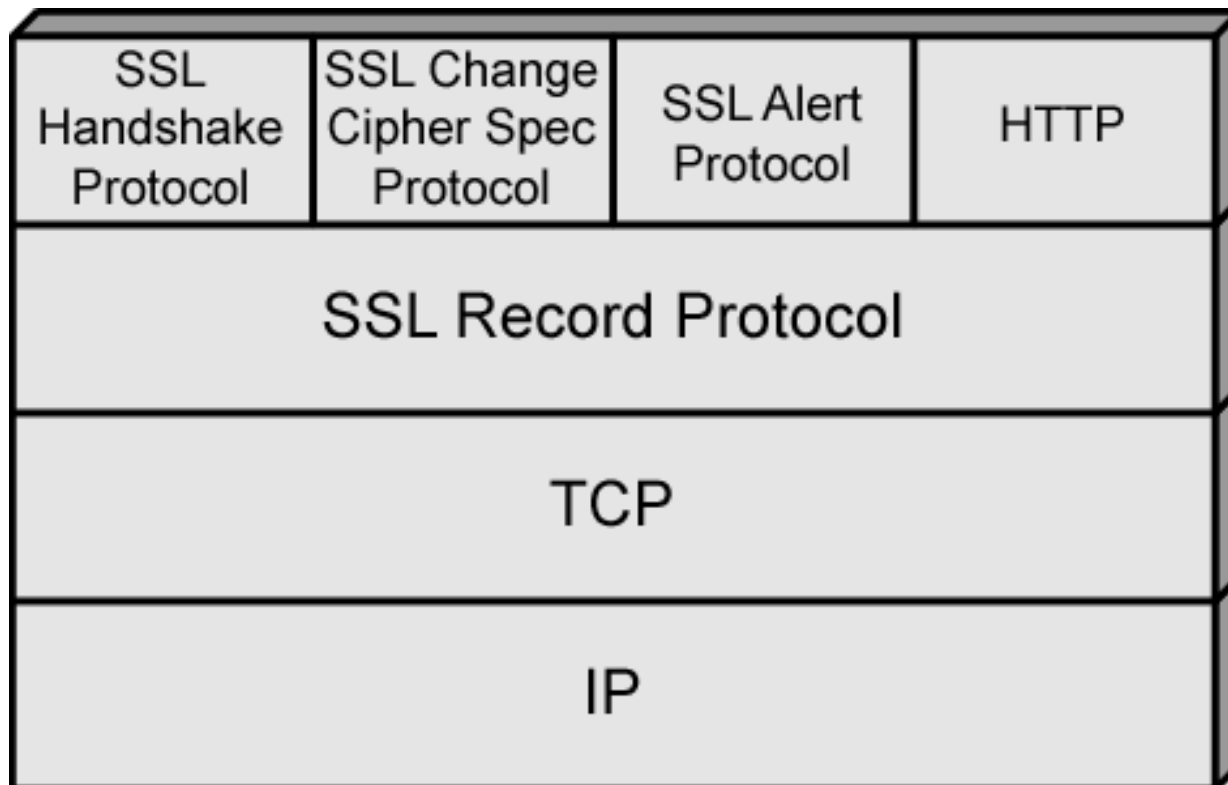 SSL
Handshake
Protocol
SSL Change
Cipher Spec
Protocol
SSL Alert
Protocol
HTTP
SSL Record Protocol
TCP
IP